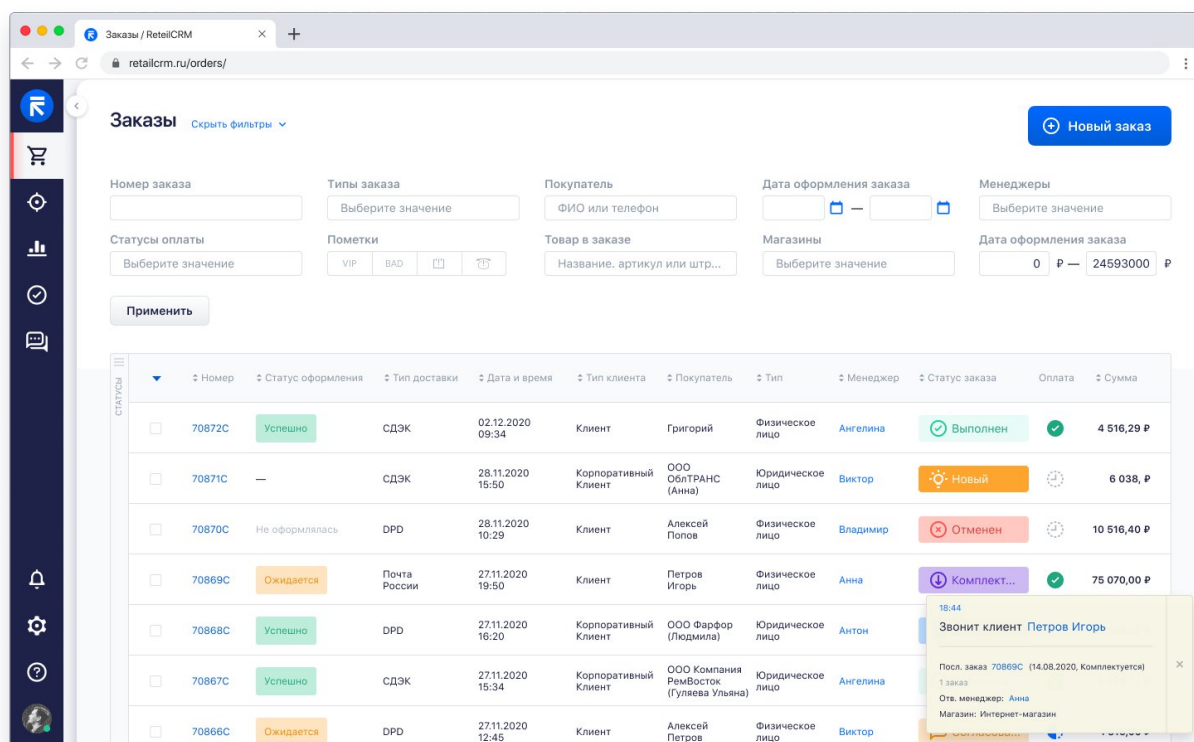 Заказы / ReteilCRM
retailcrm.ru/orders/
Заказы Скрыть фильтры
Новый заказ
Номер заказа Типы заказа Покупатель Дата оформления заказа Менеджеры
Выберите значение ФИО или телефон — Выберите значение
Статусы оплаты Пометки Товар в заказе Магазины Дата оформления заказа
Выберите значение VIP BAD Название, артикул или штр... Выберите значение 0 ₽ — 24593000 ₽
Применить
СТАТУСЫ
Номер Статус оформления Тип доставки Дата и время Тип клиента Покупатель Тип Менеджер Статус заказа Оплата Сумма
70872C Успешно СДЭК 02.12.2020 09:34 Клиент Григорий Физическое лицо Ангелина Выполнен 4 516,29 ₽
70871C — СДЭК 28.11.2020 15:50 Корпоративный Клиент ООО ОблТРАНС (Анна) Юридическое лицо Виктор Новый 6 038, ₽
70870C Не оформлялась DPD 28.11.2020 10:29 Клиент Алексей Попов Физическое лицо Владимир Отменен 10 516,40 ₽
70869C Ожидается Почта России 27.11.2020 19:50 Клиент Петров Игорь Физическое лицо Анна Комплект... 75 070,00 ₽
70868C Успешно DPD 27.11.2020 16:20 Корпоративный Клиент ООО Фарфор (Людмила) Юридическое лицо Антон
70867C Успешно СДЭК 27.11.2020 15:34 Корпоративный Клиент ООО Компания РемВосток (Гуляева Ульяна) Юридическое лицо Ангелина
70866C Ожидается DPD 27.11.2020 12:45 Клиент Алексей Петров Физическое лицо Виктор
18:44
Звонит клиент Петров Игорь
Посл. заказ 70869C (14.08.2020, Комплектуется)
1 заказ
Отв. менеджер: Анна
Магазин: Интернет-магазин